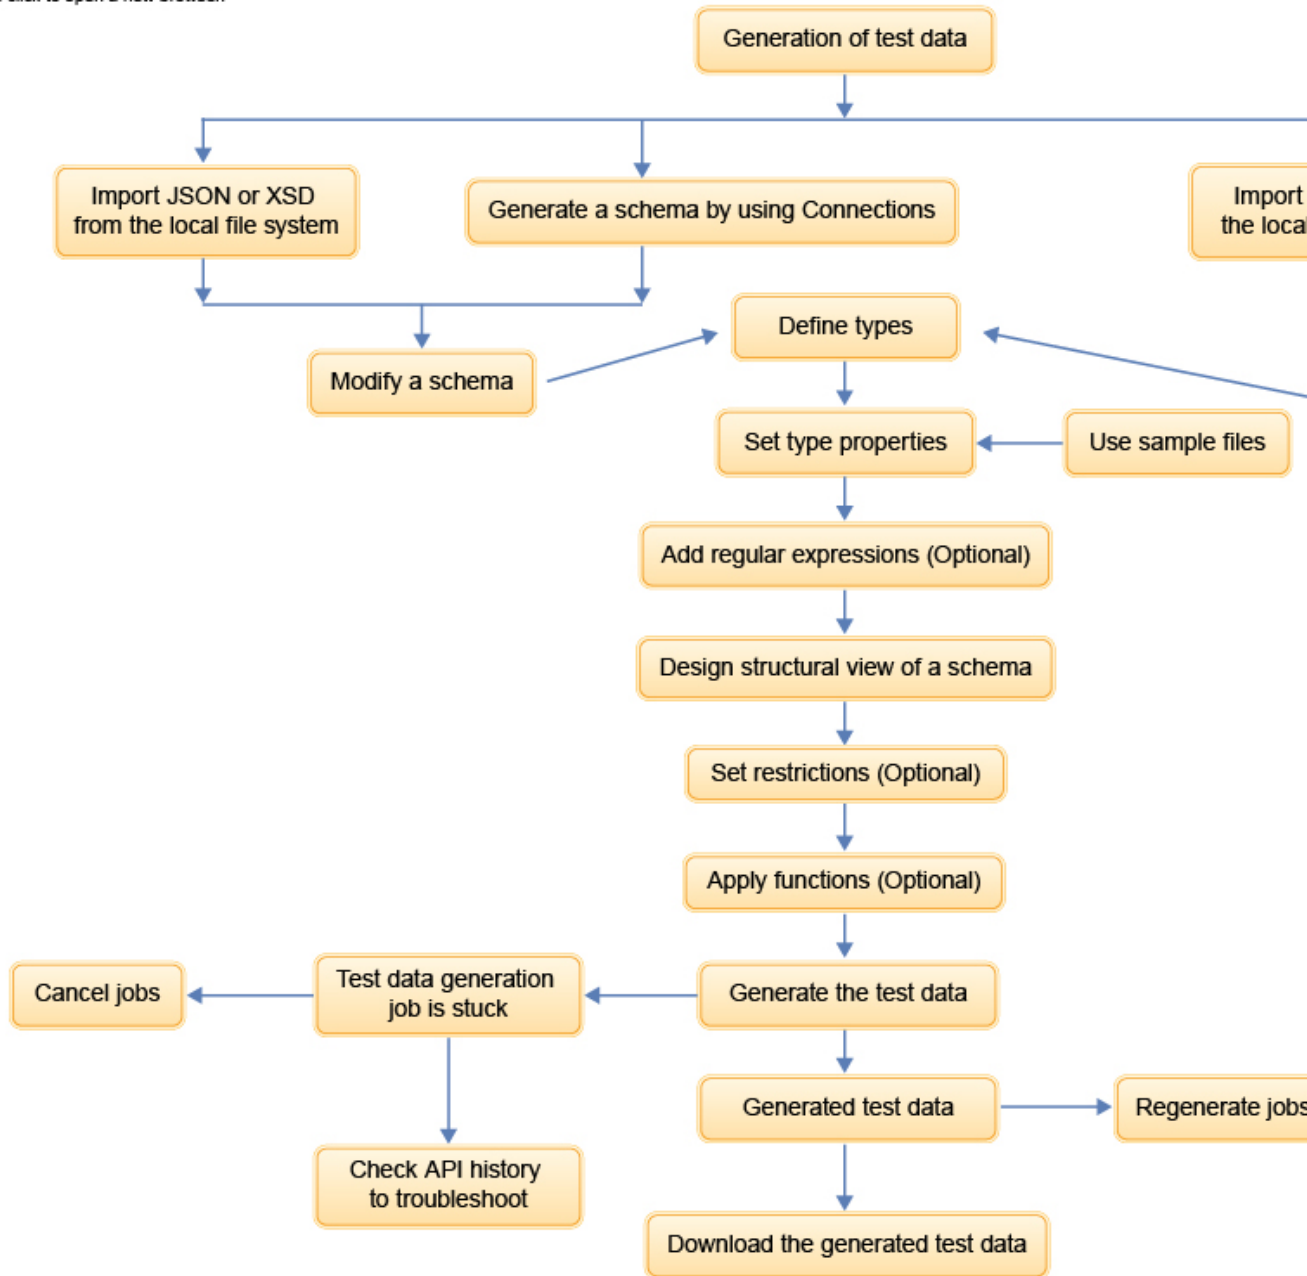 Generation of test data
Import JSON or XSD
from the local file system
Generate a schema by using Connections
Import
the local
Define types
Modify a schema
Set type properties
Use sample files
Add regular expressions (Optional)
Design structural view of a schema
Set restrictions (Optional)
Apply functions (Optional)
Cancel jobs
Test data generation
job is stuck
Generate the test data
Generated test data
Regenerate jobs
Check API history
to troubleshoot
Download the generated test data